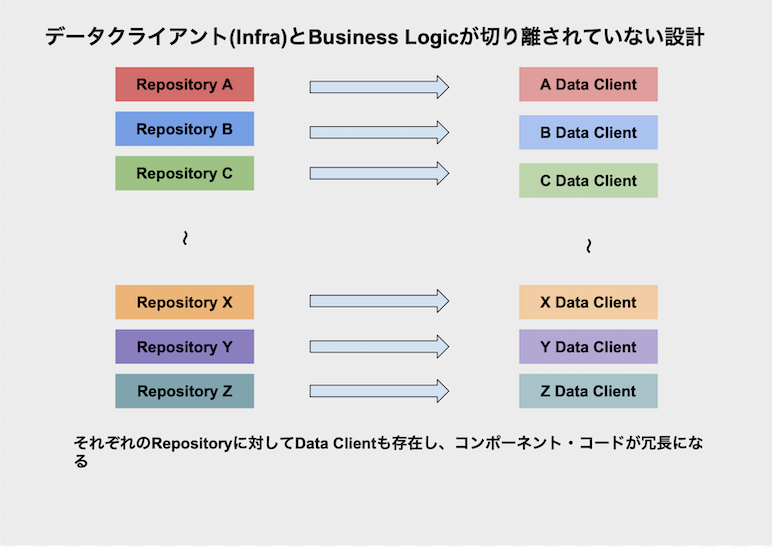 データクライアント(Infra)とBusiness Logicが切り離されていない設計
Repository A
A Data Client
Repository B
B Data Client
Repository C
C Data Client
~
~
Repository X
X Data Client
Repository Y
Y Data Client
Repository Z
Z Data Client
それぞれのRepositoryに対してData Clientも存在し、コンポーネント・コードが冗長にな
る